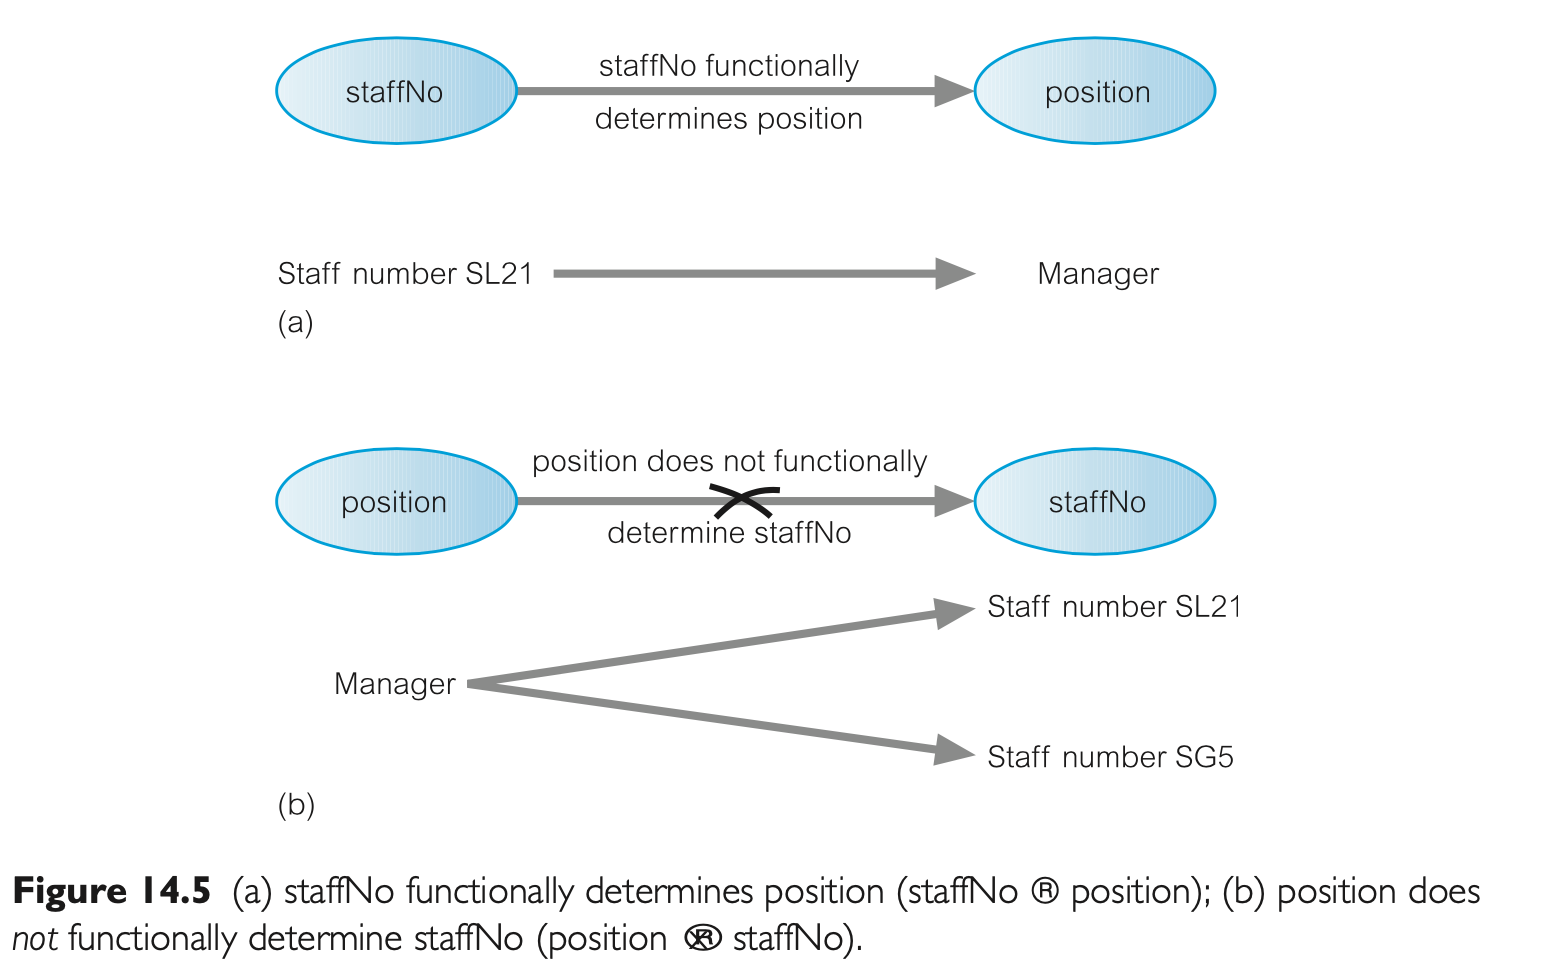 staffNo
staffNo functionally
determines position
position
Staff number SL21
Manager
(a)
position
position does not functionally
determine staffNo
staffNo
Manager
Staff number SL21
Staff number SG5
(b)
Figure 14.5 (a) staffNo functionally determines position (staffNo ® position); (b) position does
not functionally determine staffNo (position ® staffNo).